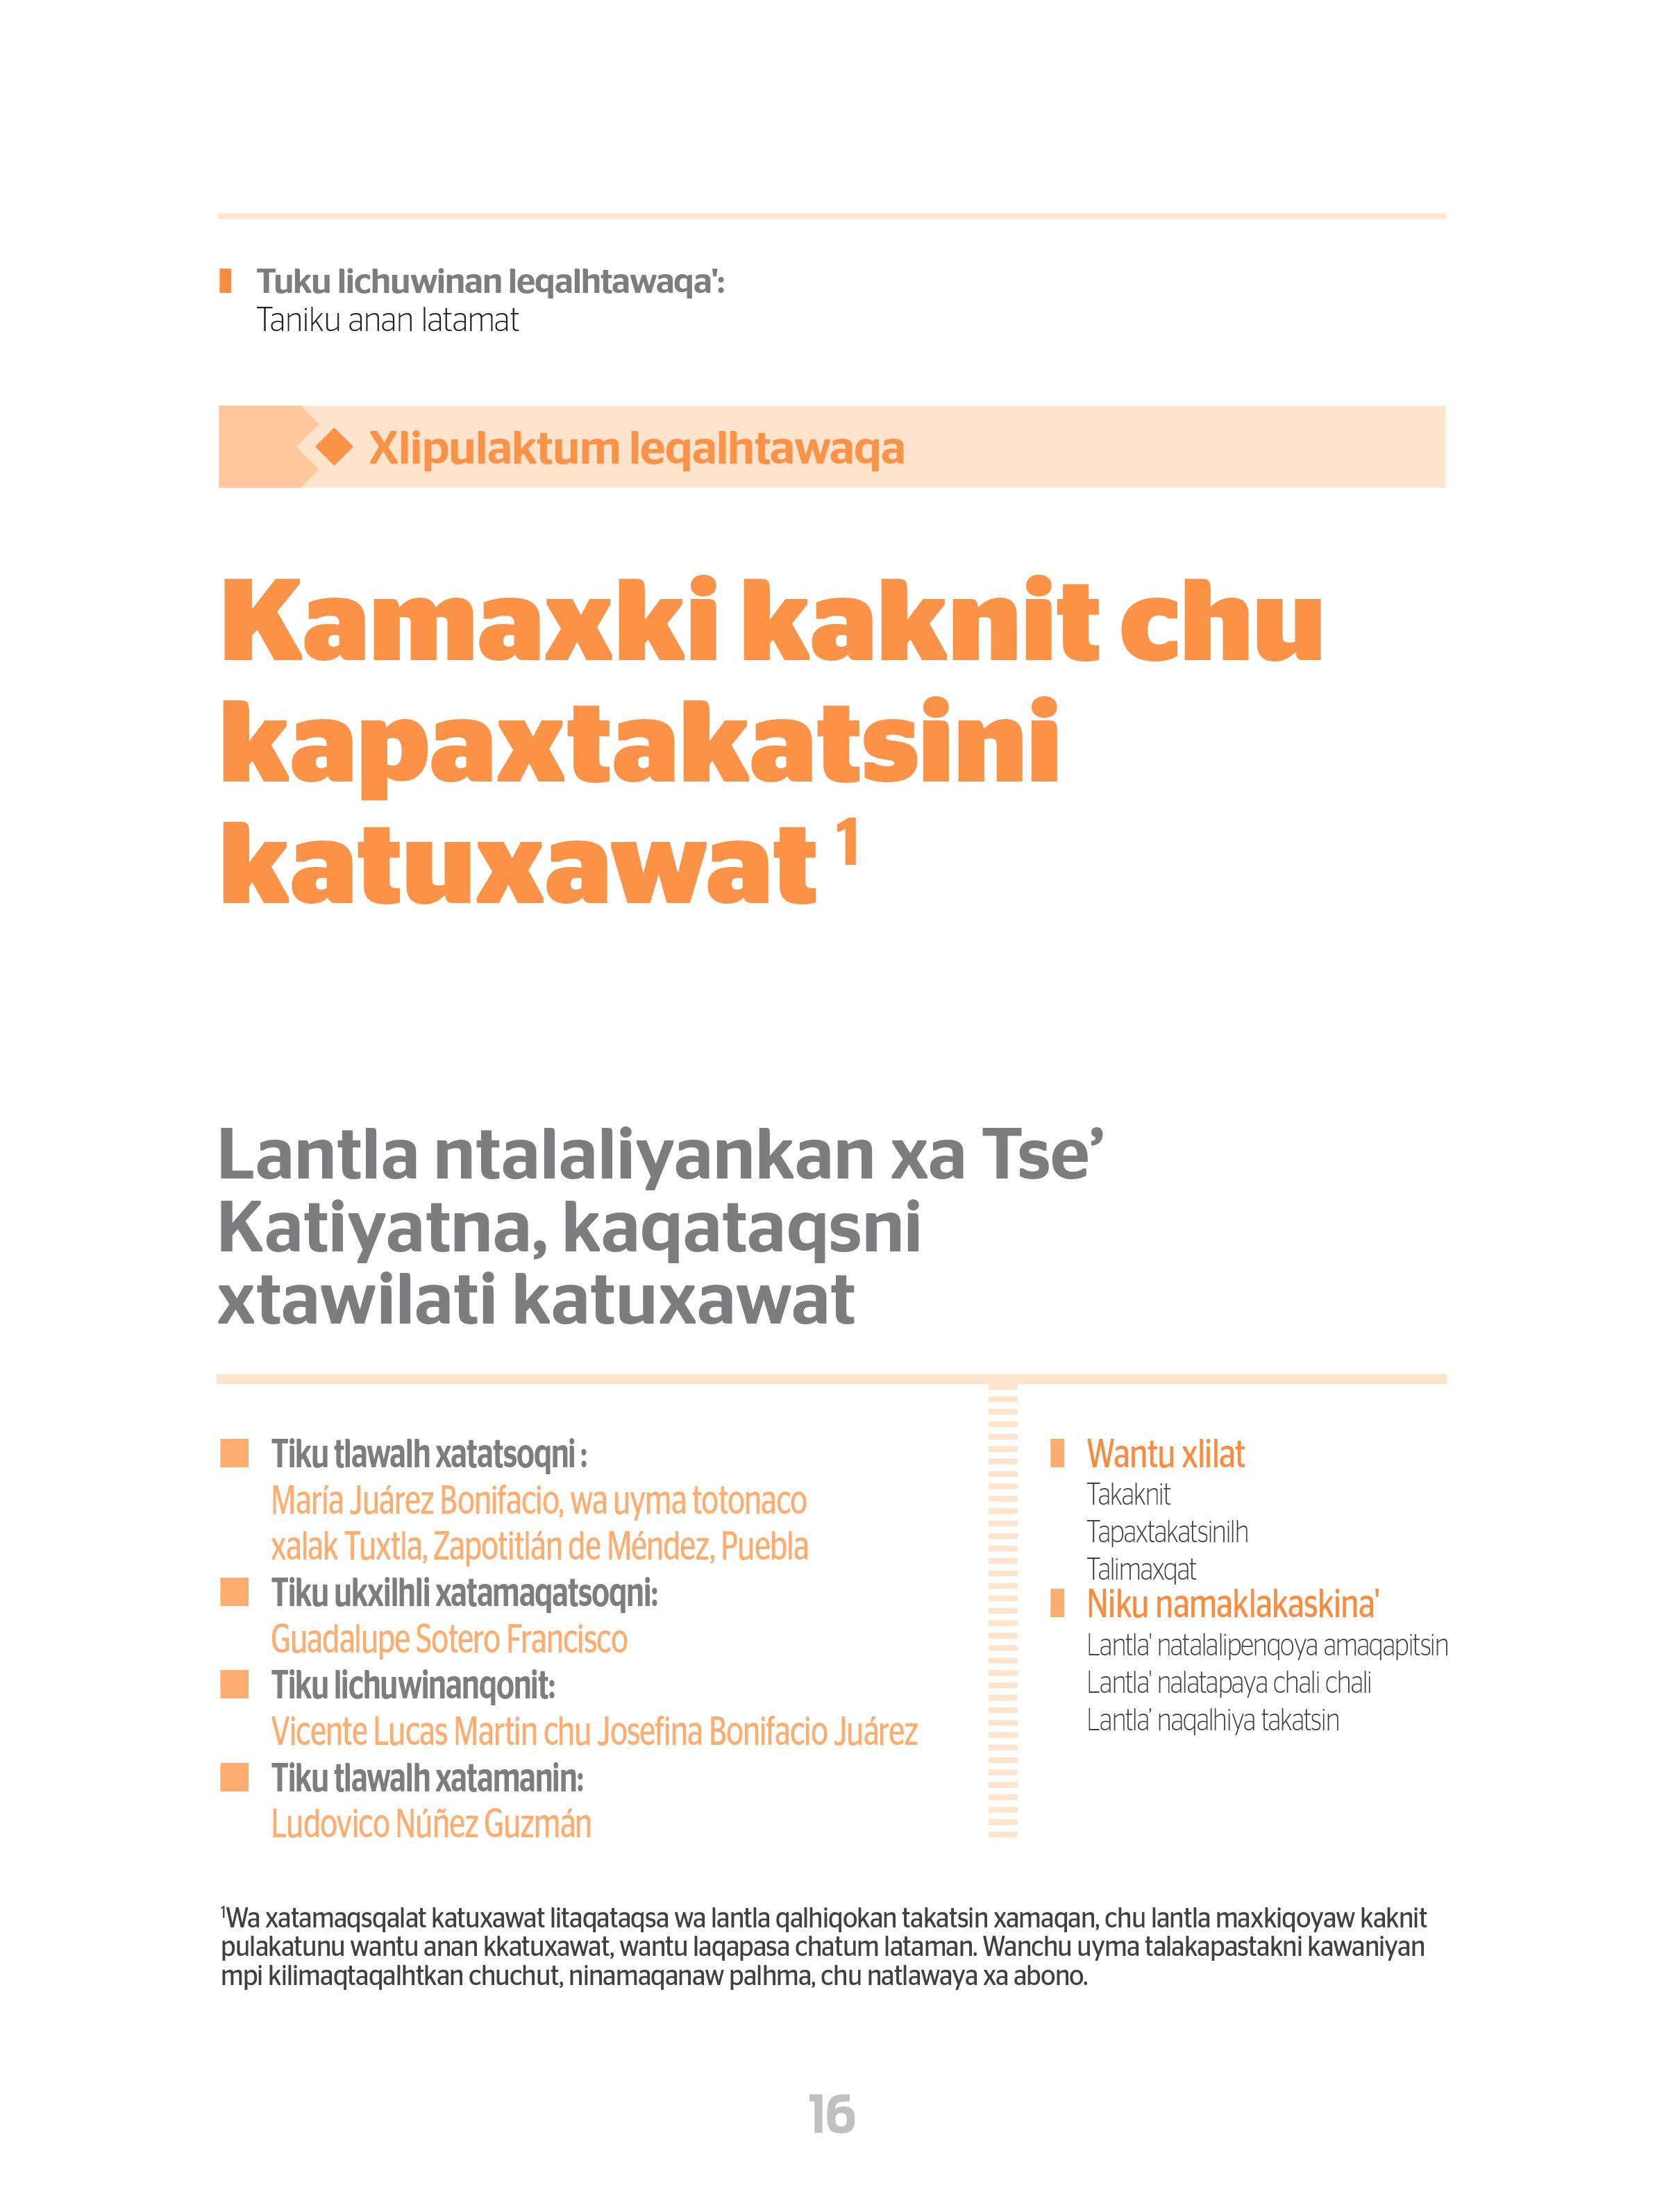 Tuku lichuwinan leqalhtawaqa':
Taniku anan latamat
Xlipulaktum leqalhtawaqa
Kamaxki kaknit chu
kapaxtakatsini
katuxawat ¹
Lantla ntalaliyankan xa Tse’
Katiyatna, kaqataqsni
xtawilati katuxawat
Tiku tlawalh xatatsoqni :
María Juárez Bonifacio, wa uyma totonaco
xalak Tuxtla, Zapotitlán de Méndez, Puebla
Tiku ukxilhli xatamaqatsoqni:
Guadalupe Sotero Francisco
Tiku lichuwinanqonit:
Vicente Lucas Martin chu Josefina Bonifacio Juárez
Tiku tlawalh xatamanin:
Ludovico Núñez Guzmán
Wantu xlilat
Takaknit
Tapaxtakatsinilh
Talimaxqat
Niku namaklakaskina'
Lantla' natalalipenqoya amaqapitsin
Lantla' nalatapaya chali chali
Lantla’ naqalhiya takatsin
¹Wa xatamaqsqalat katuxawat litaqataqsa wa lantla qalhiqokan takatsin xamaqan, chu lantla maxkiqoyaw kaknit
pulakatunu wantu anan kkatuxawat, wantu laqapasa chatum lataman. Wanchu uyma talakapastakni kawaniyan
mpi kilimaqtaqalhtkan chuchut, ninamaqanaw palhma, chu natlawaya xa abono.
16